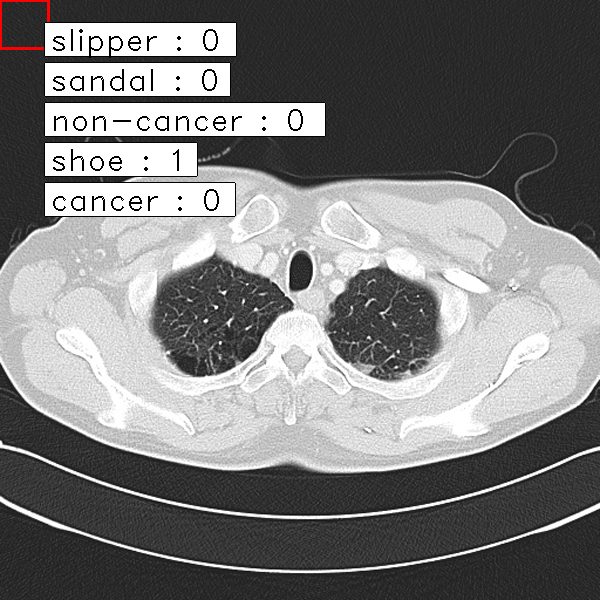 slipper : 0
sandal : 0
non-cancer : 0
shoe : 1
cancer : 0